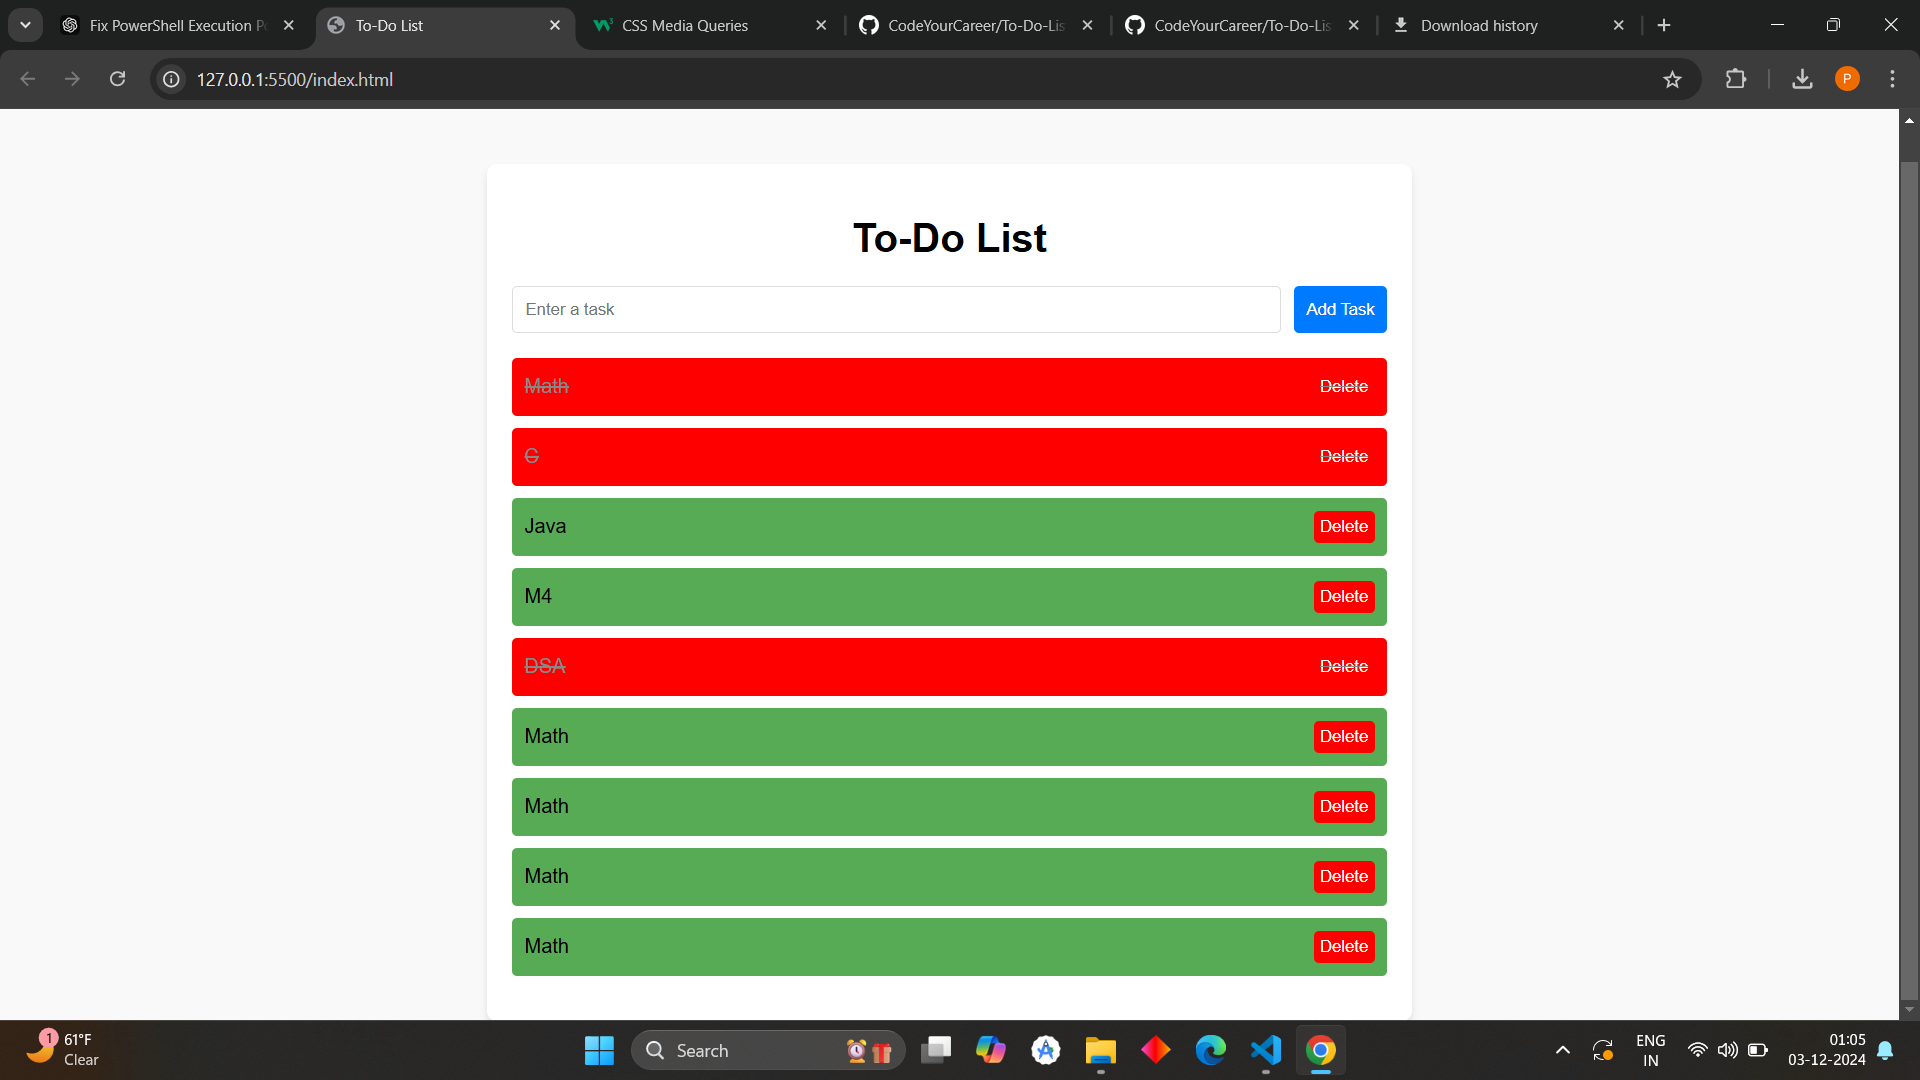 Fix PowerShell Execution P
To-Do List
CSS Media Queries
CodeYourCareer/To-Do-Lis
CodeYourCareer/To-Do-Lis
Download history
127.0.0.1:5500/index.html
P
To-Do List
Enter a task
Add Task
Math
Delete
C
Delete
Java
Delete
M4
Delete
DSA
Delete
Math
Delete
Math
Delete
Math
Delete
Math
Delete
1
61°F
Clear
Search
ENG
IN
01:05
03-12-2024